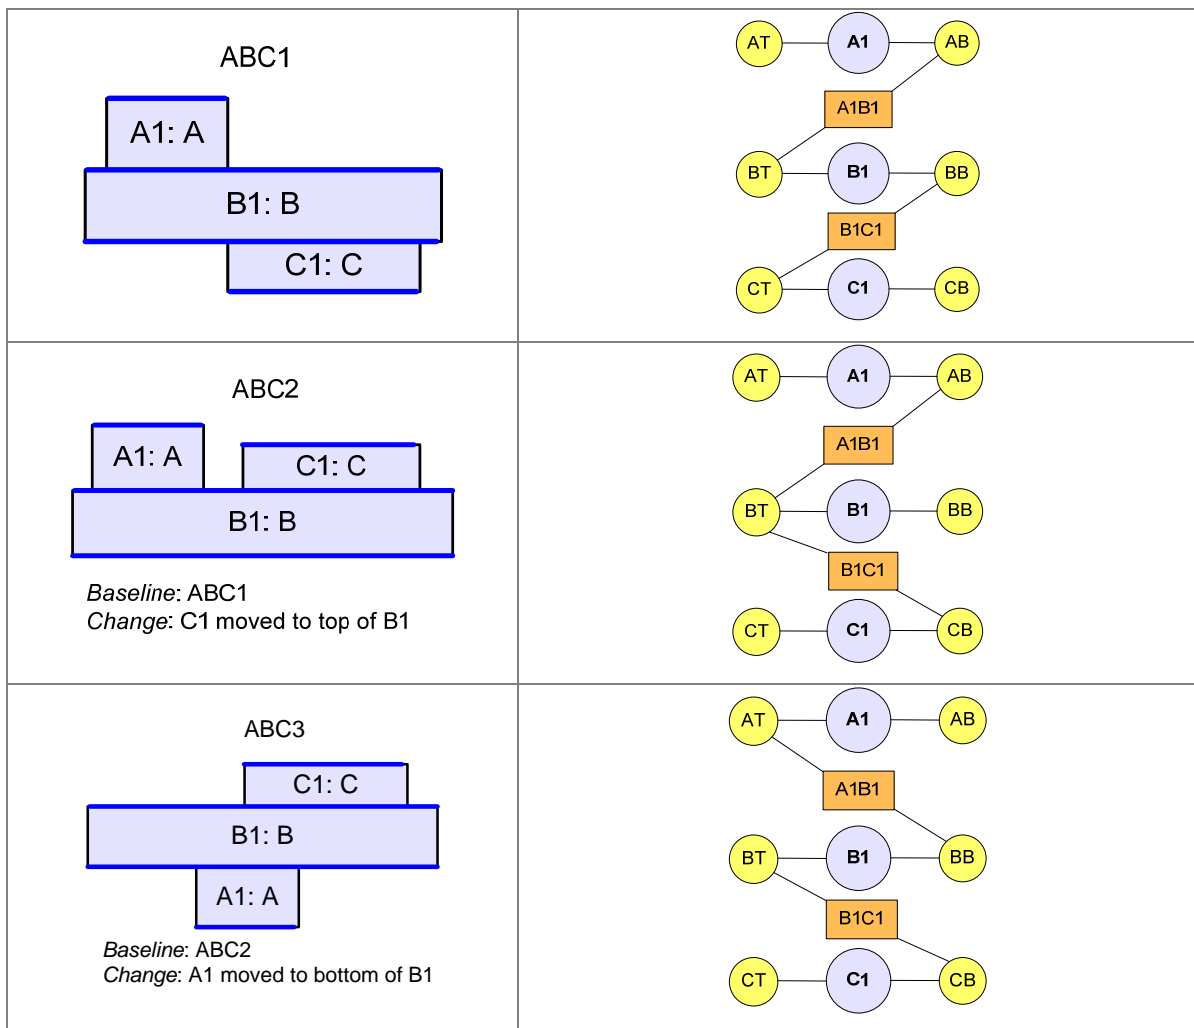 ABC1
A1: A
B1: B
C1: C
AT A1 AB
A1B1
BT B1 BB
B1C1
CT C1 CB
ABC2
A1: A
C1: C
B1: B
Baseline: ABC1
Change: C1 moved to top of B1
AT A1 AB
A1B1
BT B1 BB
B1C1
CT C1 CB
ABC3
C1: C
B1: B
A1: A
Baseline: ABC2
Change: A1 moved to bottom of B1
AT A1 AB
A1B1
BT B1 BB
B1C1
CT C1 CB